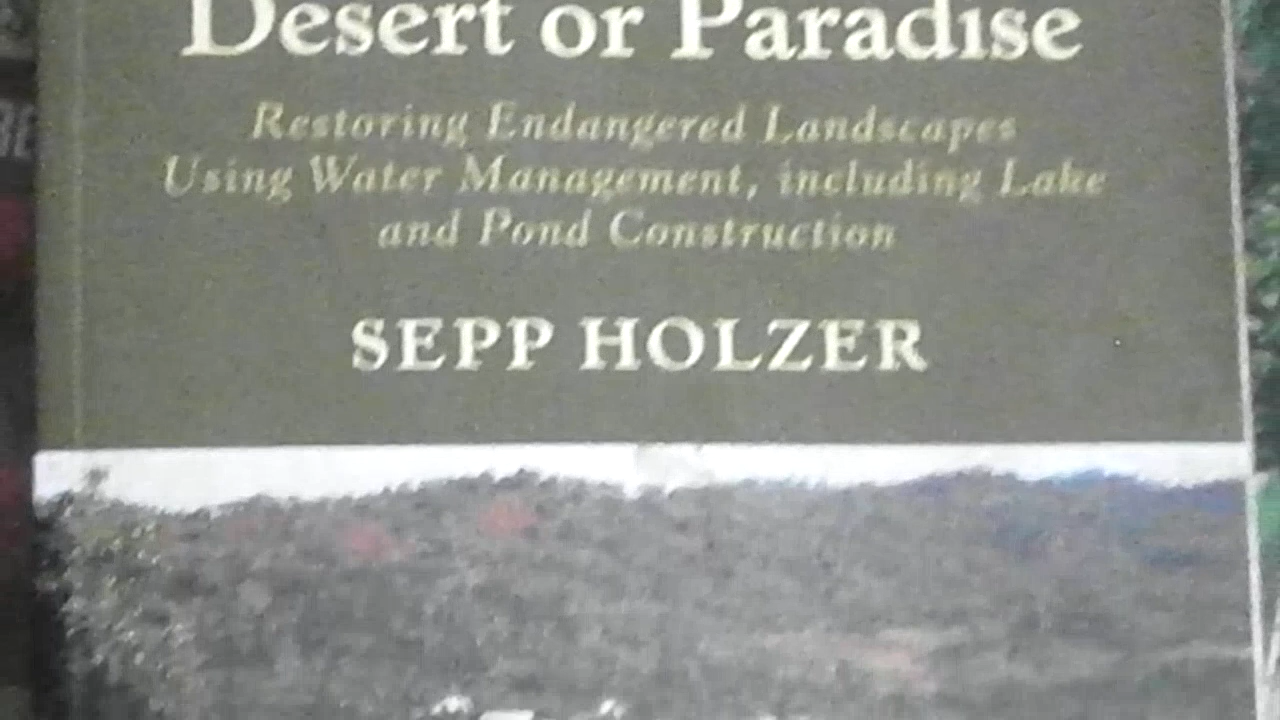 Desert or Paradise
Restoring Endangered Landscapes
Using Water Management, including Lake
and Pond Construction
SEPP HOLZER